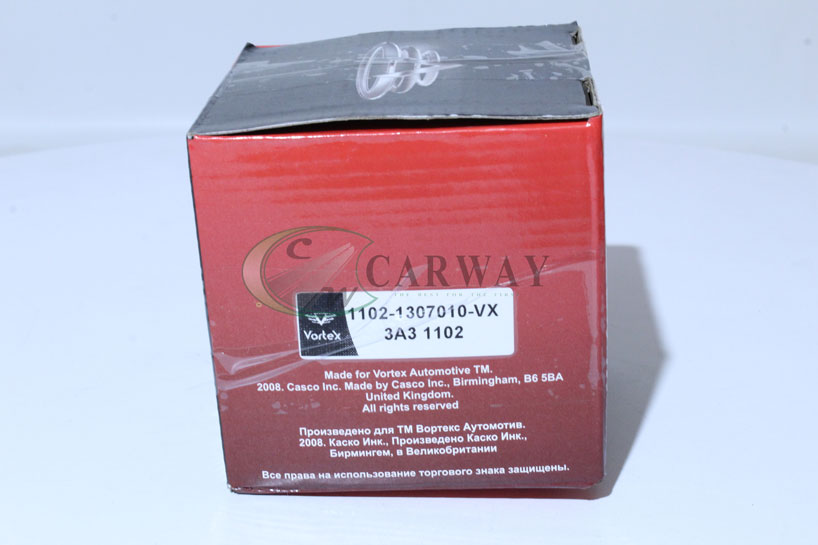 CARWAY
1102-1307010-VX
Vortex
ЗАЗ 1102
Made for Vortex Automotive TM.
2008. Casco Inc. Made by Casco Inc., Birmingham, B6 5BA
United Kingdom.
All rights reserved
Произведено для ТМ Вортекс Аутомотив.
2008. Каско Инк., Произведено Каско Инк.,
Бирмингем, в Великобритании
Все права на использование торгового знака защищены.